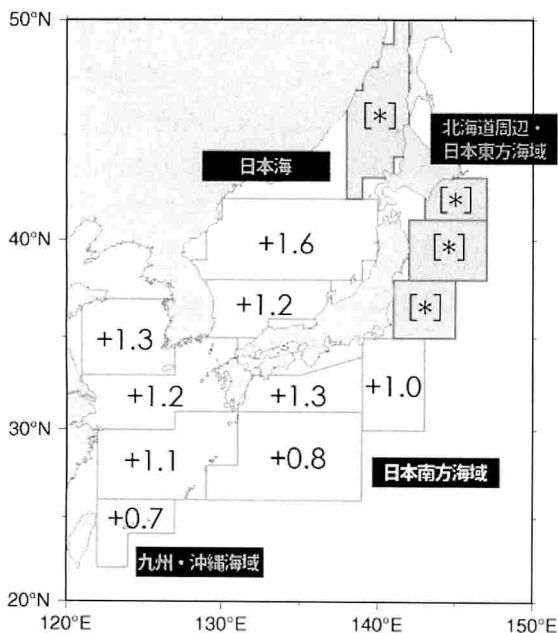 50°N
[*]
北海道周辺・
日本東方海域
日本海
[*]
40°N
+1.6
[*]
+1.2
[*]
+1.3
+1.2
+1.3
+1.0
30°N
+1.1
+0.8
日本南方海域
+0.7
九州・沖縄海域
20°N
120°E
130°E
140°E
150°E